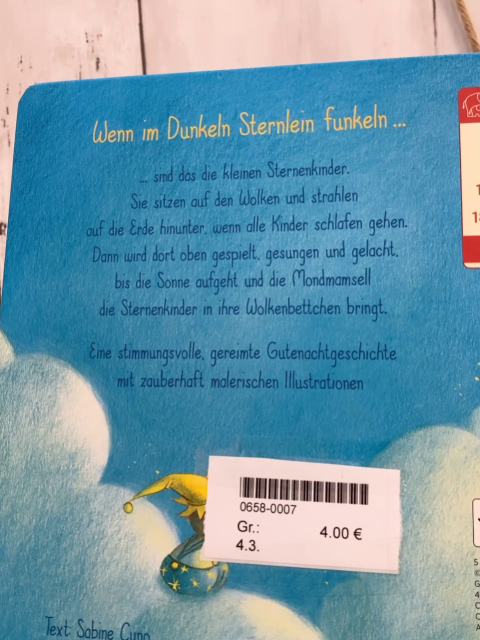 Wenn im Dunkeln Sternlein funkeln ...
... sind das die kleinen Sternenkinder.
Sie sitzen auf den Wolken und strahlen
auf die Erde hinunter, wenn alle Kinder schlafen gehen.
Dann wird dort oben gespielt, gesungen und gelacht,
bis die Sonne aufgeht und die Mondmamsell
die Sternenkinder in ihre Wolkenbettchen bringt.
Eine stimmungsvolle, gereimte Gutenachtgeschichte
mit zauberhaft malerischen Illustrationen
0658-0007
Gr.: 4.00 €
4.3.
Text: Sabine Cuno